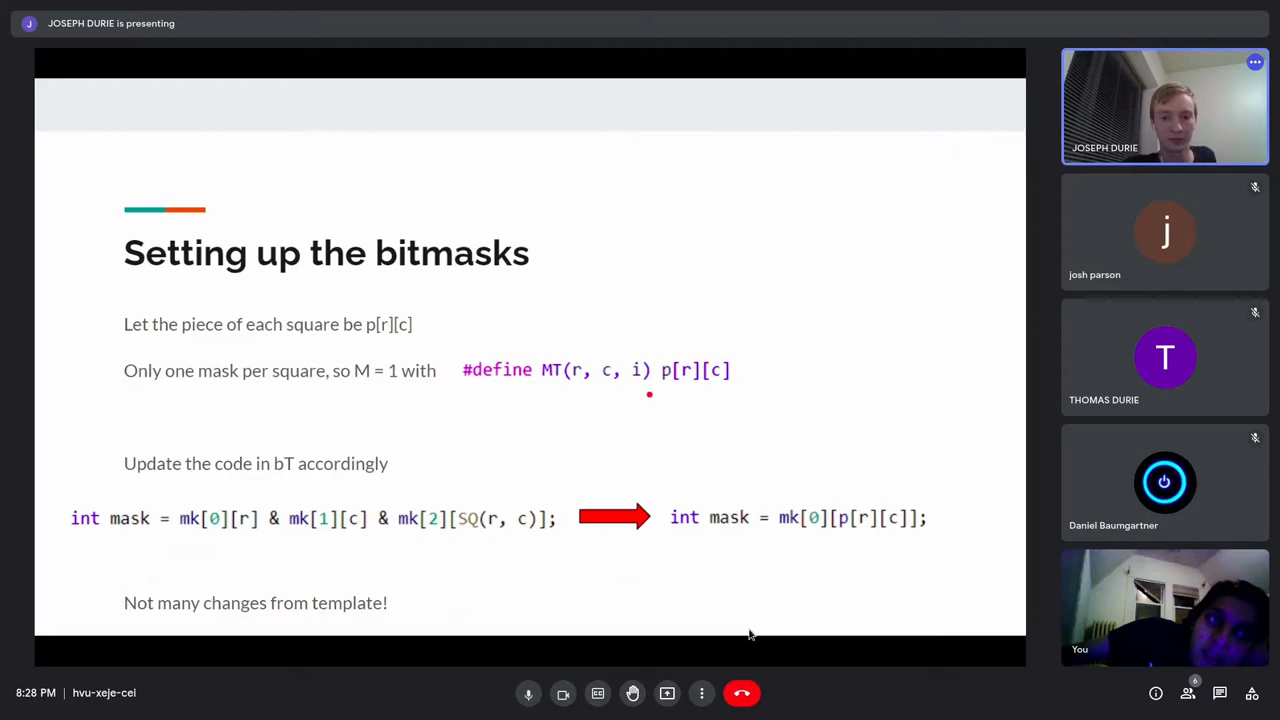 J JOSEPH DURIE is presenting
Setting up the bitmasks
Let the piece of each square be p[r][c]
Only one mask per square, so M = 1 with #define MT(r, c, i) p[r][c]
Update the code in bT accordingly
int mask = mk[0][r] & mk[1][c] & mk[2][SQ(r, c)]; int mask = mk[0][p[r][c]];
Not many changes from template!
JOSEPH DURIE
j
josh parson
T
THOMAS DURIE
Daniel Baumgartner
You
8:28 PM | hvu-xeje-cei
CC
6